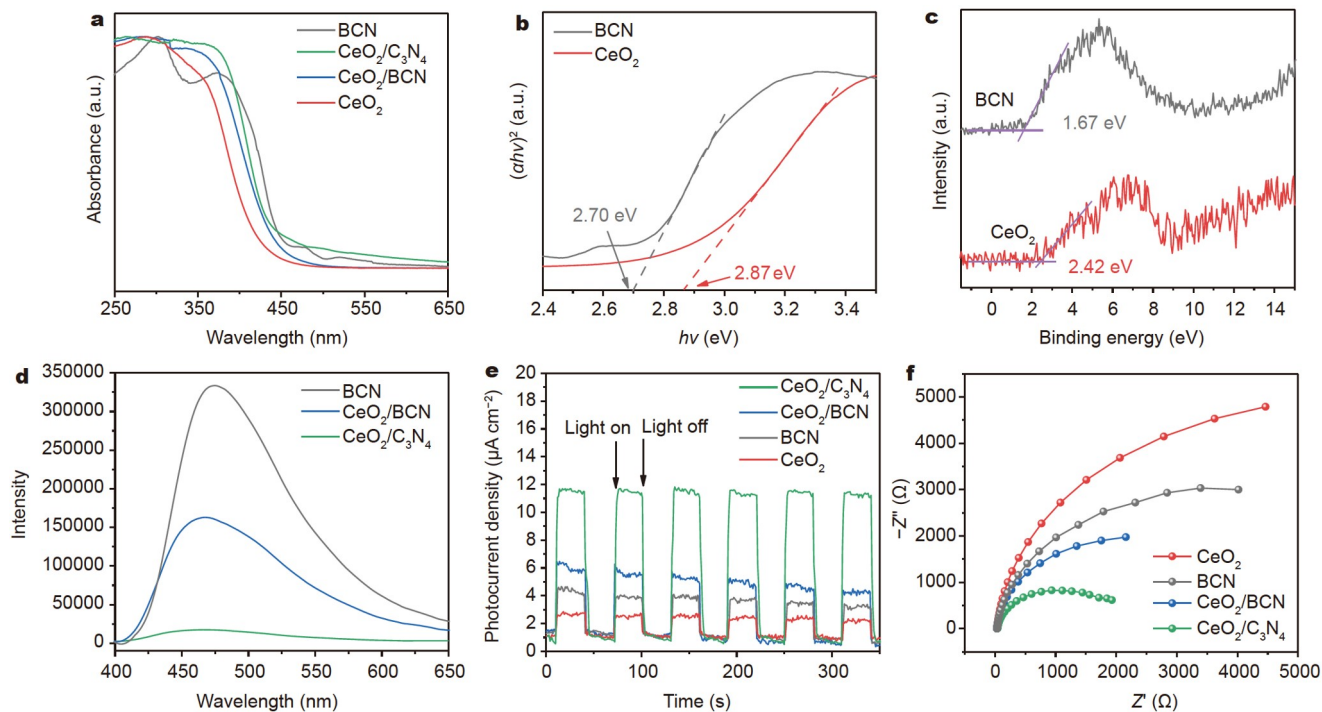 a
BCN
CeO₂/C₃N₄
CeO₂/BCN
CeO₂
Absorbance (a.u.)
250 350 450 550 650
Wavelength (nm)
b
BCN
CeO₂
(αhν)² (a.u.)
2.70 eV
2.87 eV
2.4 2.6 2.8 3.0 3.2 3.4
hν (eV)
c
BCN
1.67 eV
CeO₂
2.42 eV
Intensity (a.u.)
0 2 4 6 8 10 12 14
Binding energy (eV)
d
350000
300000
250000
200000
150000
100000
50000
0
BCN
CeO₂/BCN
CeO₂/C₃N₄
Intensity
400 450 500 550 600 650
Wavelength (nm)
e
20
18
16
14
12
10
8
6
4
2
0
CeO₂/C₃N₄
CeO₂/BCN
BCN
CeO₂
Light on
Light off
Photocurrent density (µA cm⁻²)
0 100 200 300
Time (s)
f
5000
4000
3000
2000
1000
0
CeO₂
BCN
CeO₂/BCN
CeO₂/C₃N₄
−Z″ (Ω)
0 1000 2000 3000 4000 5000
Z′ (Ω)